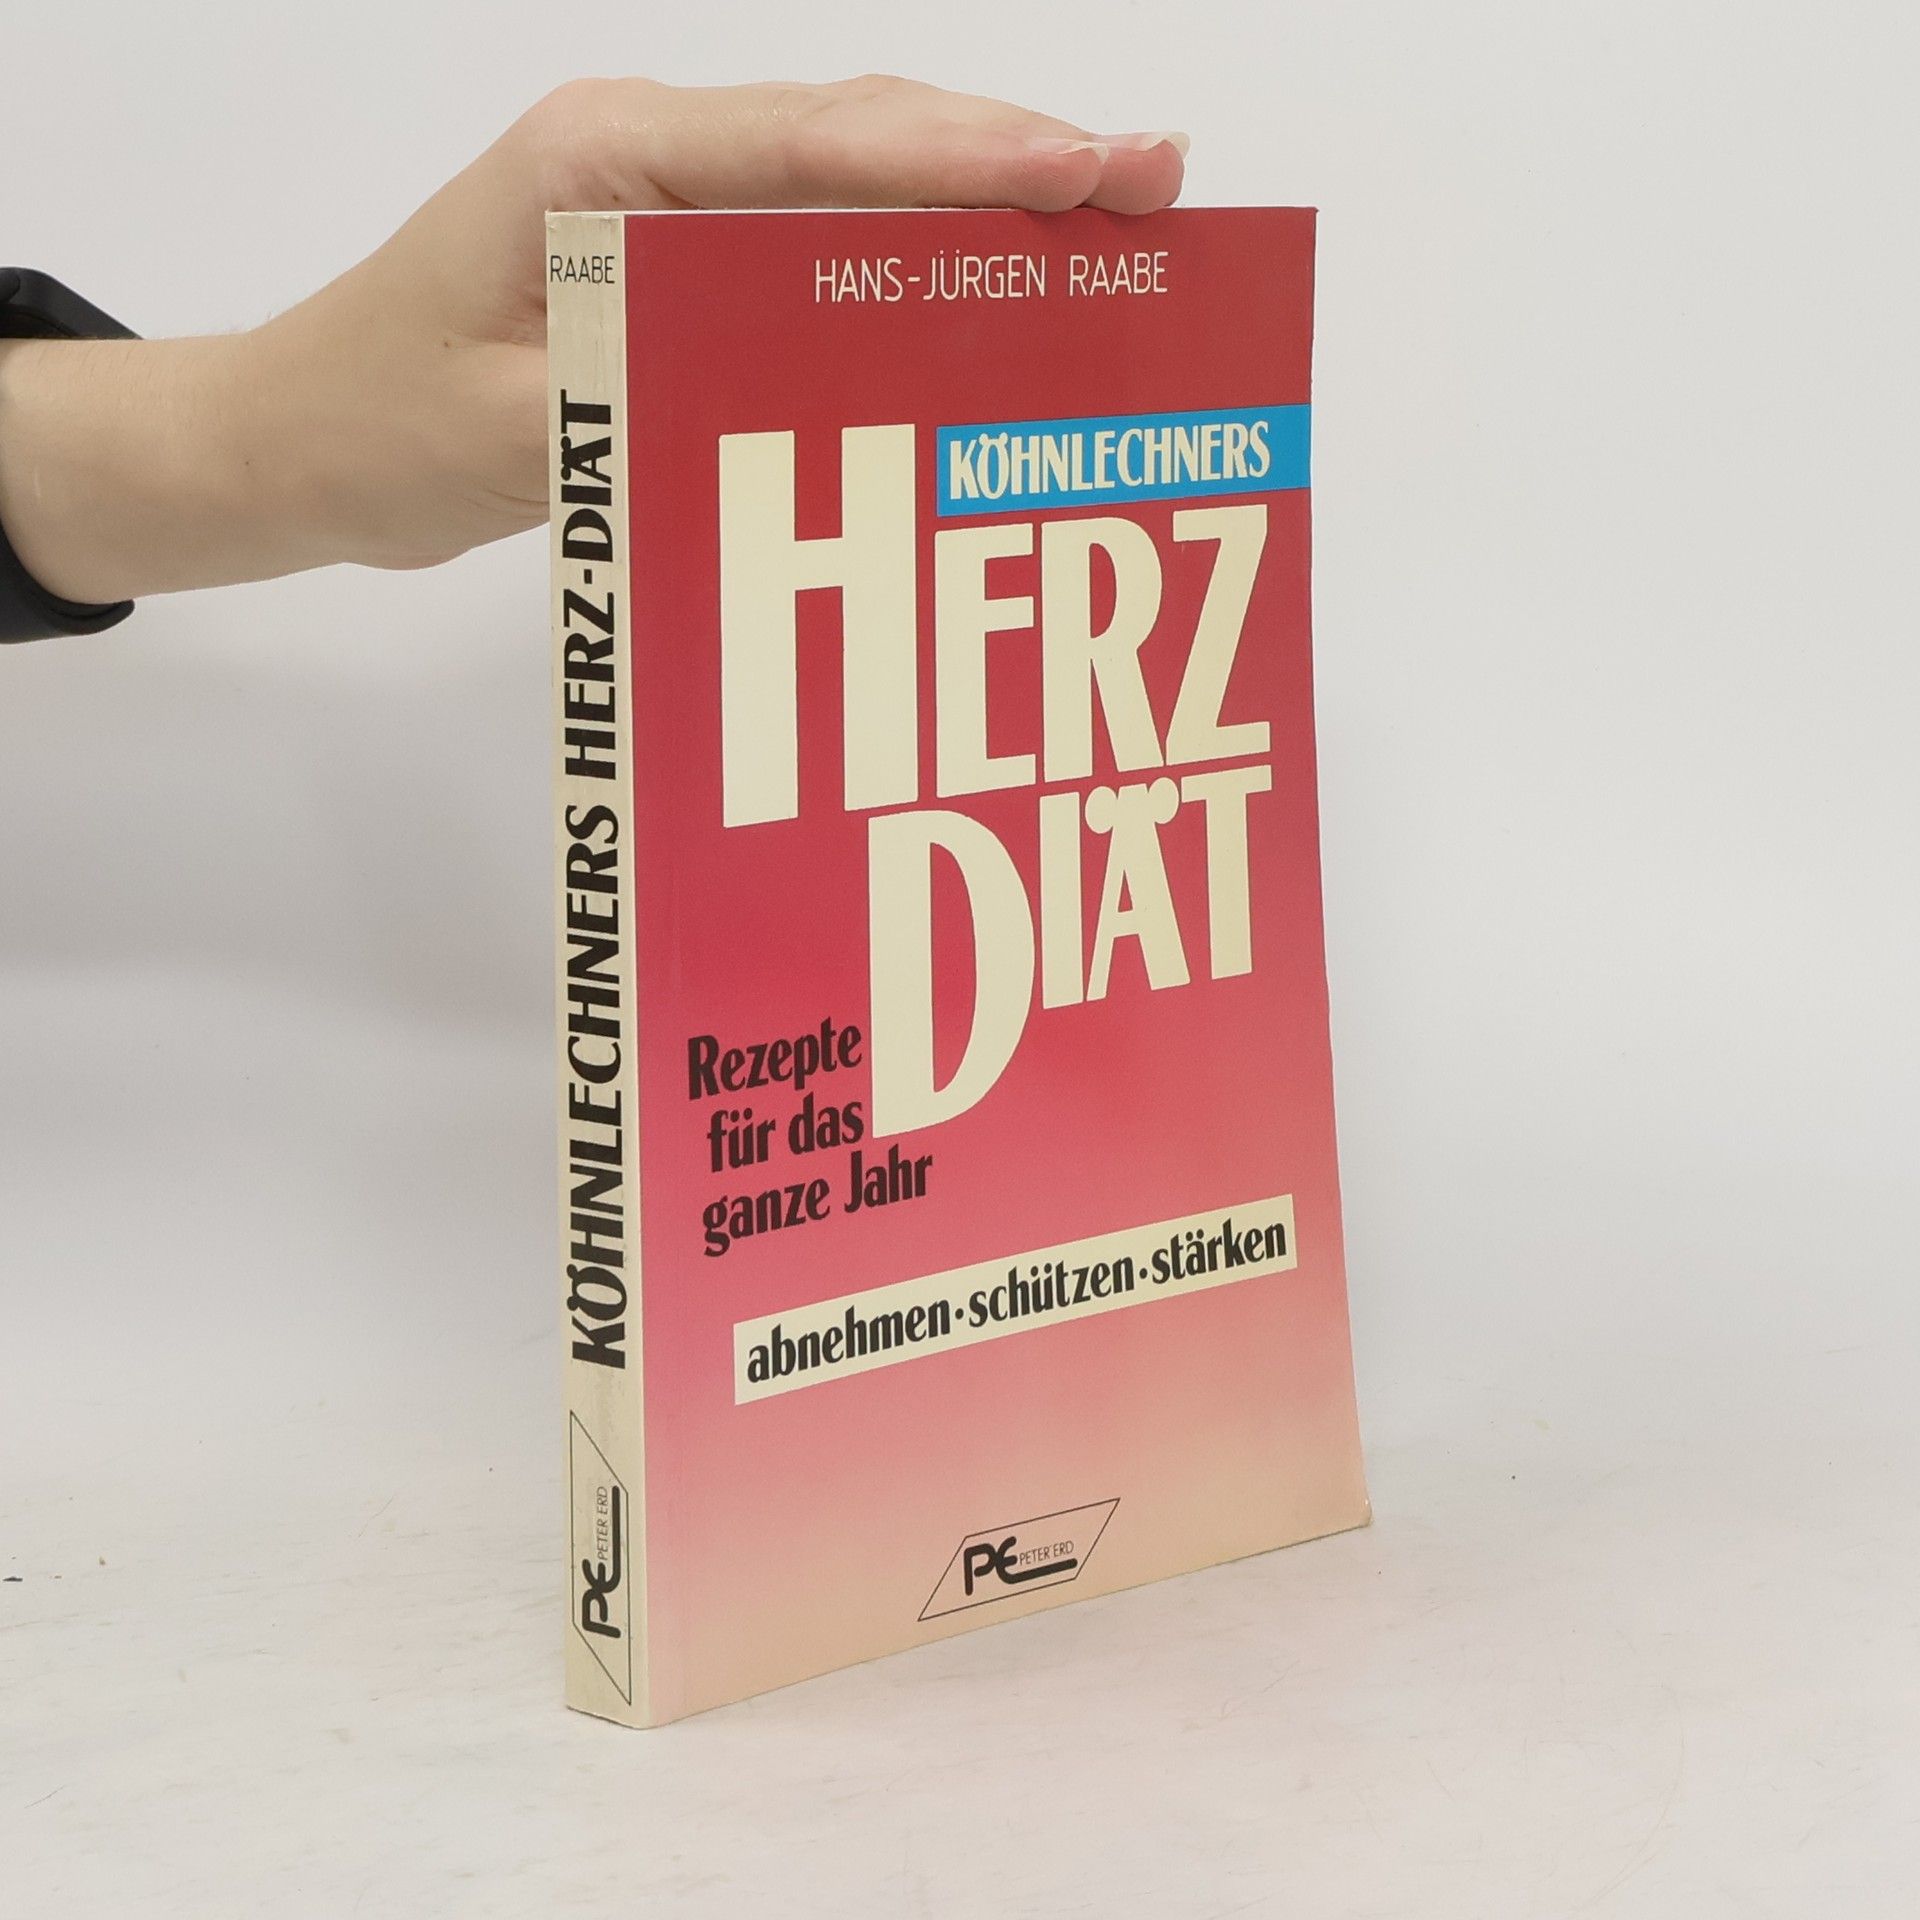 RAABE
KÖHNLECHNERS HERZ-DIÄT
PE PETER ERD
HANS-JÜRGEN RAABE
KÖHNLECHNERS
HERZ
DIÄT
Rezepte
für das
ganze Jahr
abnehmen·schützen·stärken
PE PETER ERD